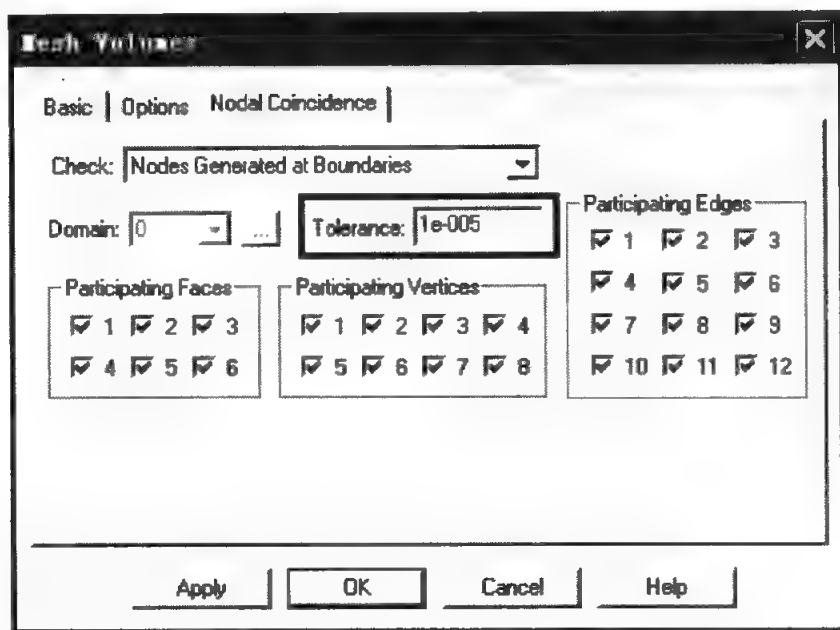 Mesh Volumes
Basic Options Nodal Coincidence
Check: Nodes Generated at Boundaries
Domain: 0 ... Tolerance: 1e-005
Participating Edges
1 2 3
4 5 6
7 8 9
10 11 12
Participating Faces
1 2 3
4 5 6
Participating Vertices
1 2 3 4
5 6 7 8
Apply OK Cancel Help